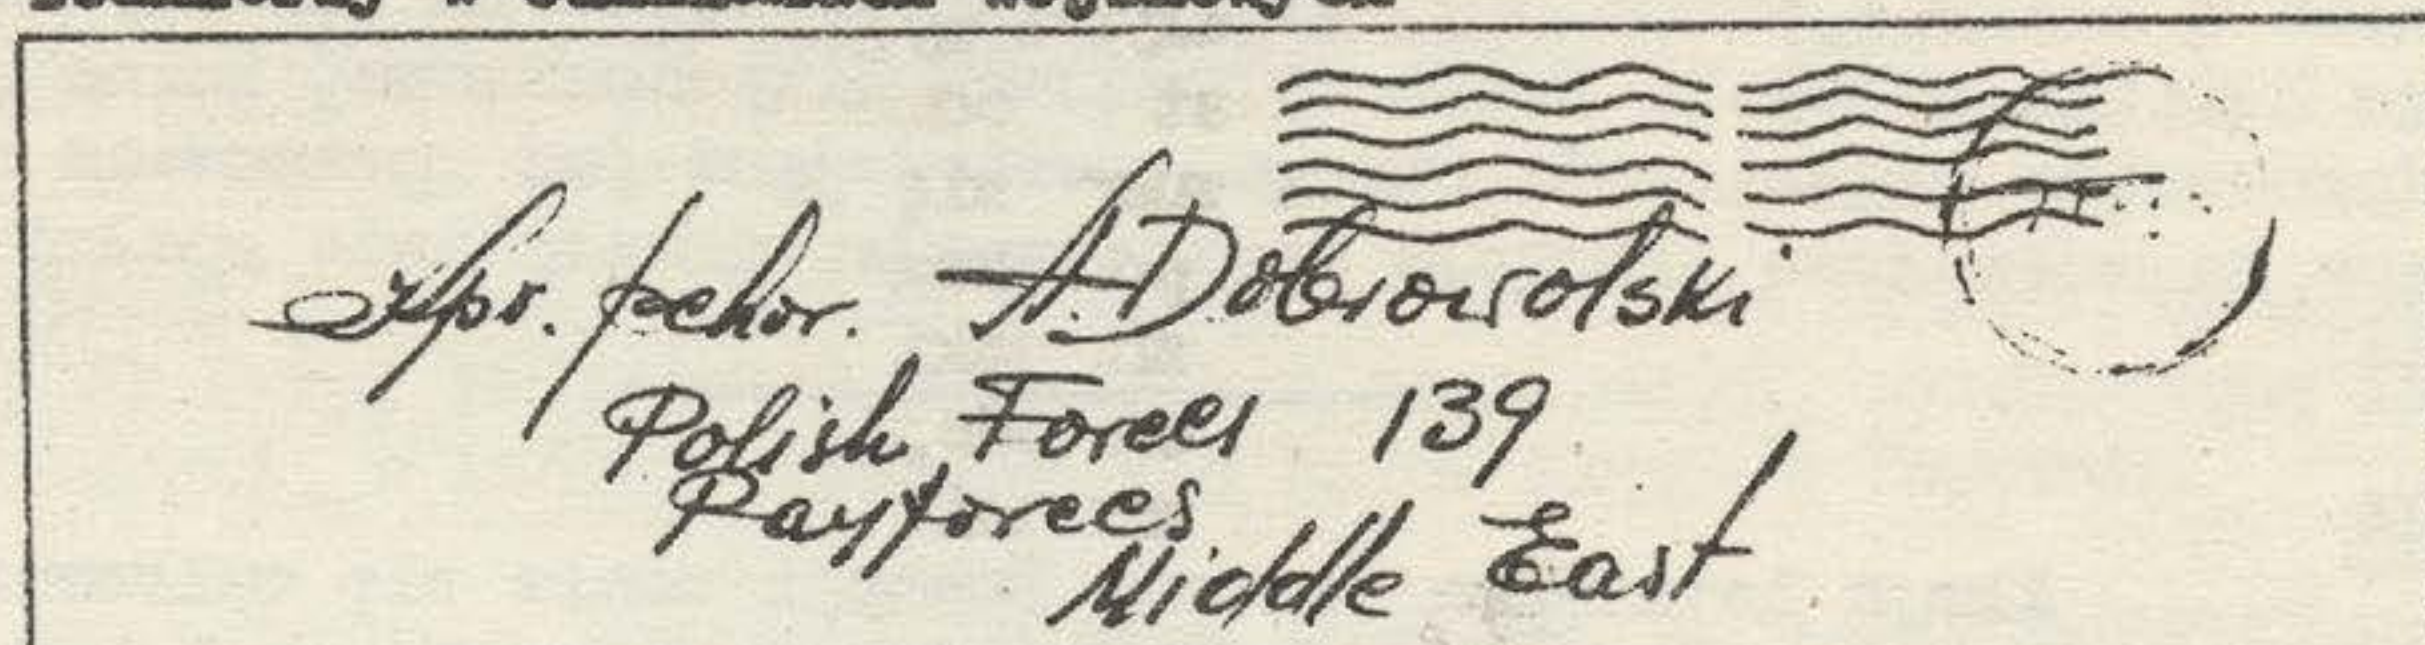 w
Kpr. pchor. A. Dobrowolski
Polish Forces 139
Payforces
Middle East